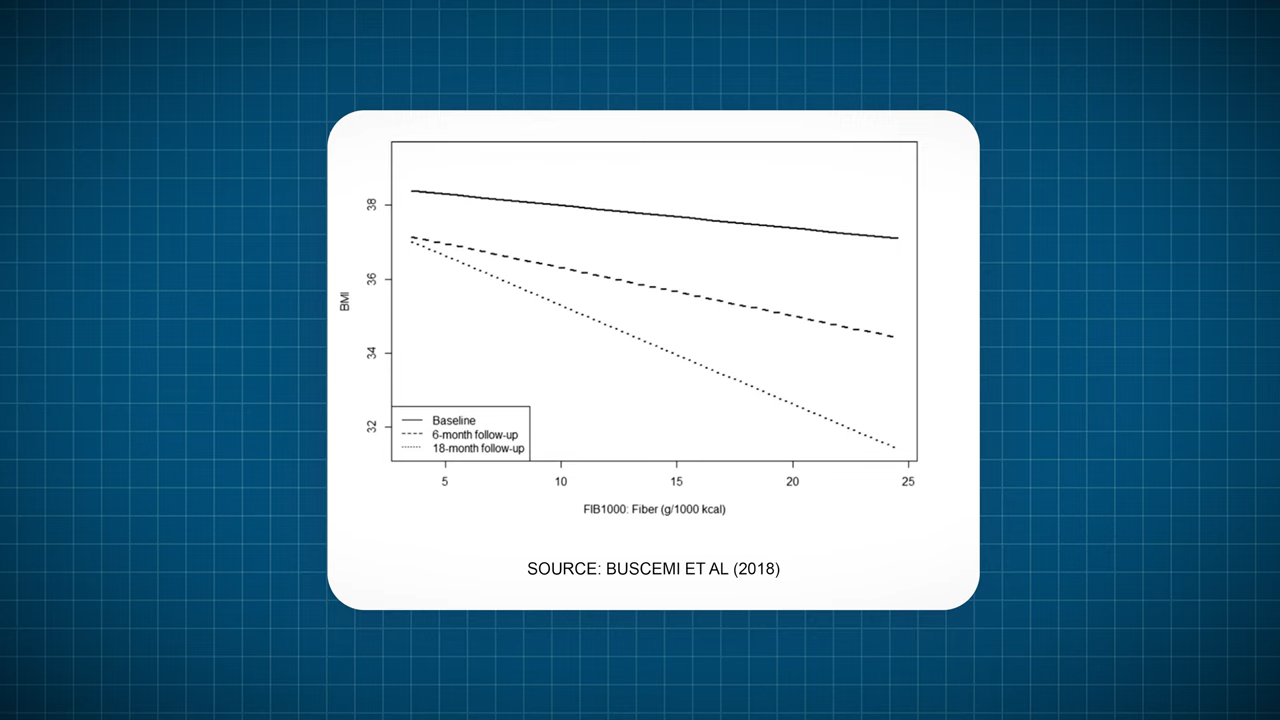 38
36
34
32
BMI
Baseline
6-month follow-up
18-month follow-up
5 10 15 20 25
FIB1000: Fiber (g/1000 kcal)
SOURCE: BUSCEMI ET AL (2018)